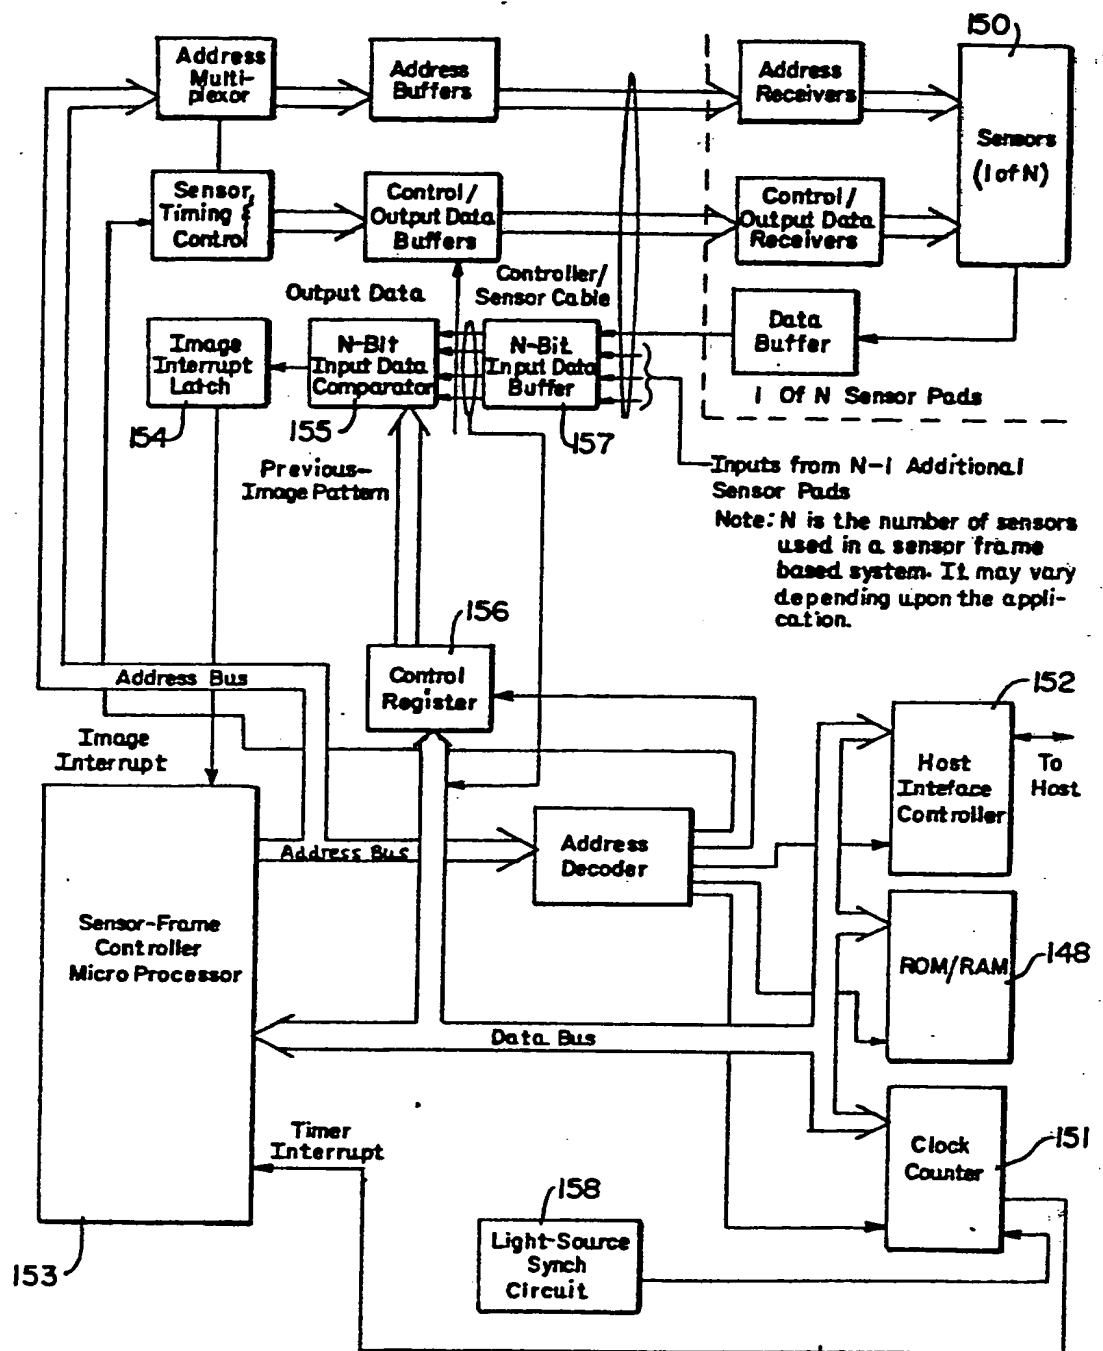 150
Address
Multi-
plexor
Address
Buffers
Address
Receivers
Sensors
(1 of N)
Sensor,
Timing &
Control
Control/
Output Data
Buffers
Control/
Output Data
Receivers
Output Data
Controller/
Sensor Cable
Image
Interrupt
Latch
N-Bit
Input Data
Comparator
N-Bit
Input Data
Buffer
Data
Buffer
1 Of N Sensor Pads
154
155
157
Previous-
Image Pattern
Inputs from N-1 Additional
Sensor Pads
Note: N is the number of sensors
used in a sensor frame
based system. It may vary
depending upon the appli-
cation.
156
Control
Register
Address Bus
152
Image
Interrupt
Host
Inteface
Controller
To
Host
Address Bus
Address
Decoder
Sensor-Frame
Controller
Micro Processor
ROM/RAM
148
Data Bus
Timer
Interrupt
Clock
Counter
151
158
Light-Source
Synch
Circuit
153